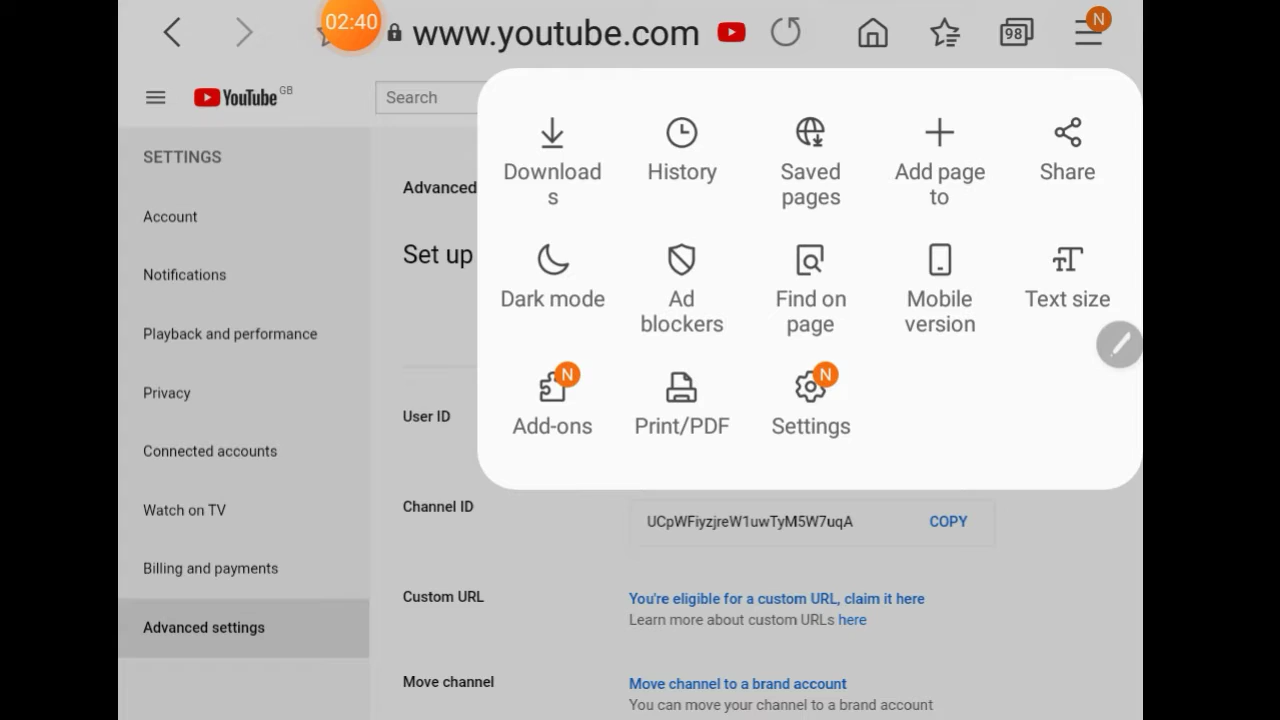 02:40
www.youtube.com
98
N
YouTube GB
Search
SETTINGS
Account
Notifications
Playback and performance
Privacy
Connected accounts
Watch on TV
Billing and payments
Advanced settings
Download
s
History
Saved
pages
Add page
to
Share
Dark mode
Ad
blockers
Find on
page
Mobile
version
Text size
N
Add-ons
Print/PDF
N
Settings
Advanced
Set up
User ID
Channel ID
UCpWFiyzjreW1uwTyM5W7uqA
COPY
Custom URL
You're eligible for a custom URL, claim it here
Learn more about custom URLs here
Move channel
Move channel to a brand account
You can move your channel to a brand account